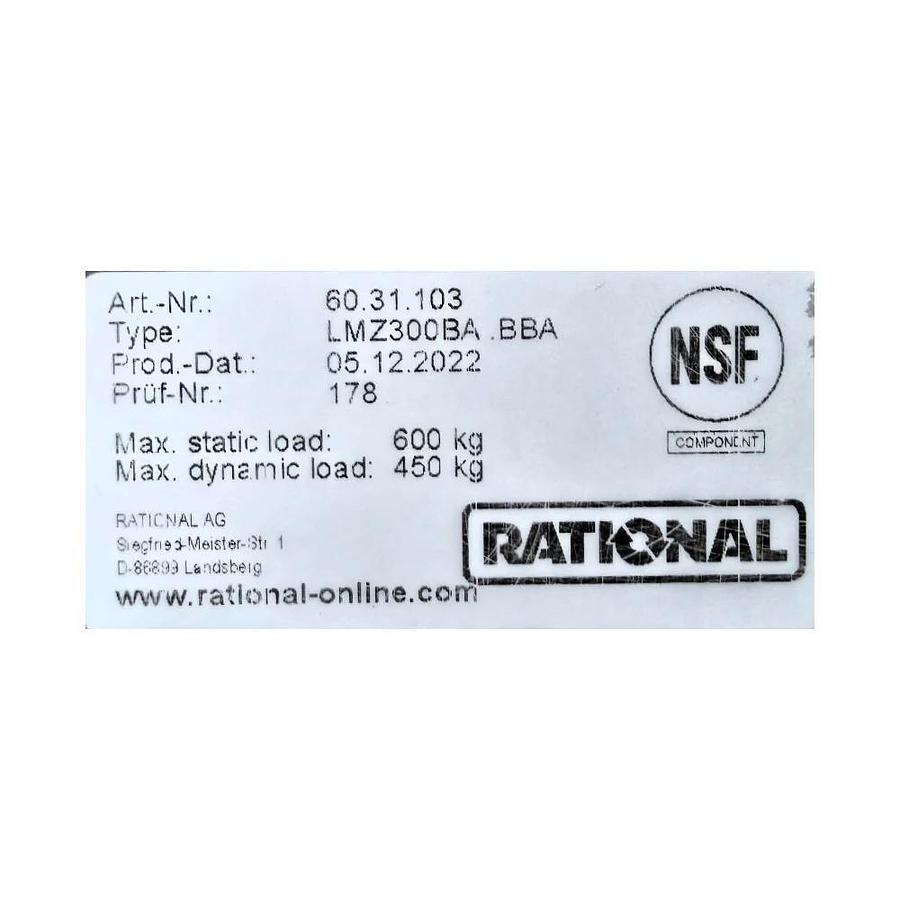 Art.-Nr.: 60.31.103
Type: LMZ300BA .BBA
Prod.-Dat.: 05.12.2022
Prüf-Nr.: 178
NSF
COMPONENT
Max. static load: 600 kg
Max. dynamic load: 450 kg
RATIONAL AG
Siegfried-Meister-Str. 1
D-86899 Landsberg
www.rational-online.com
RATIONAL